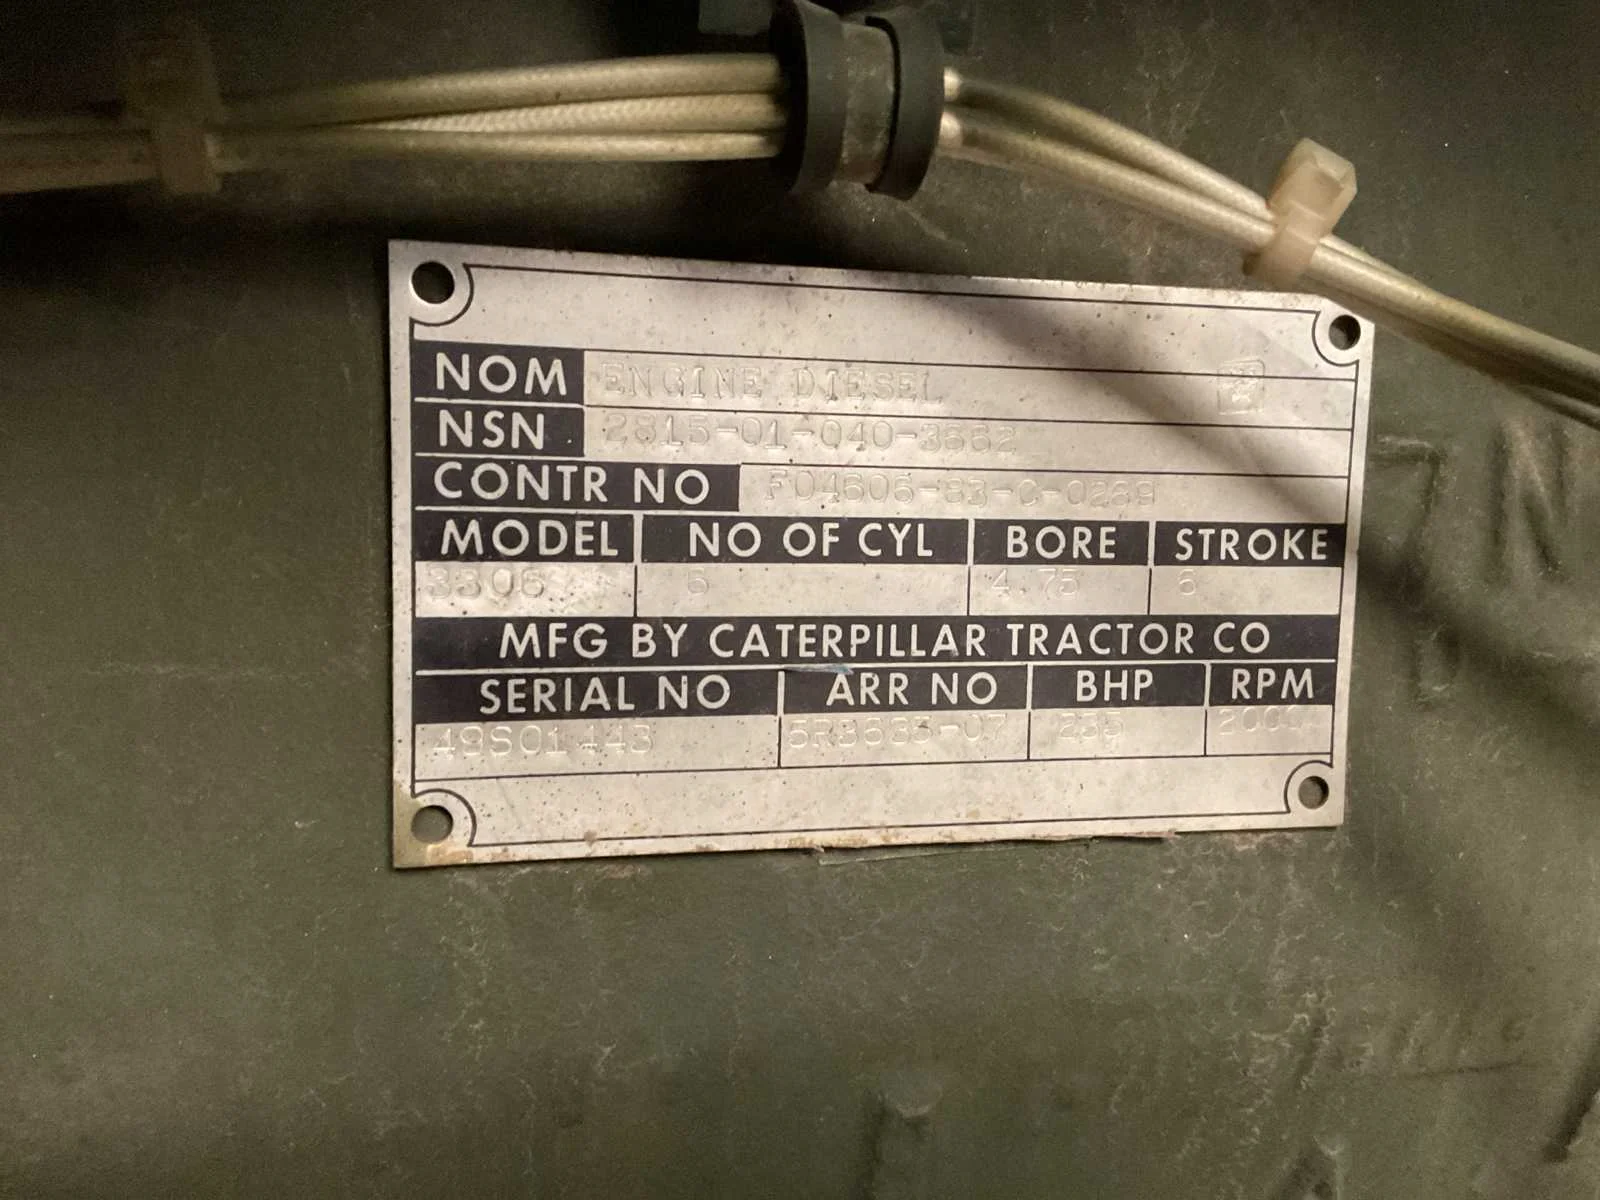 NOM ENGINE DIESEL
NSN 2815-01-040-3662
CONTR NO F04606-83-C-0289
MODEL NO OF CYL BORE STROKE
3306 6 4.75 6
MFG BY CATERPILLAR TRACTOR CO
SERIAL NO ARR NO BHP RPM
49S01443 5R3635-07 235 2000